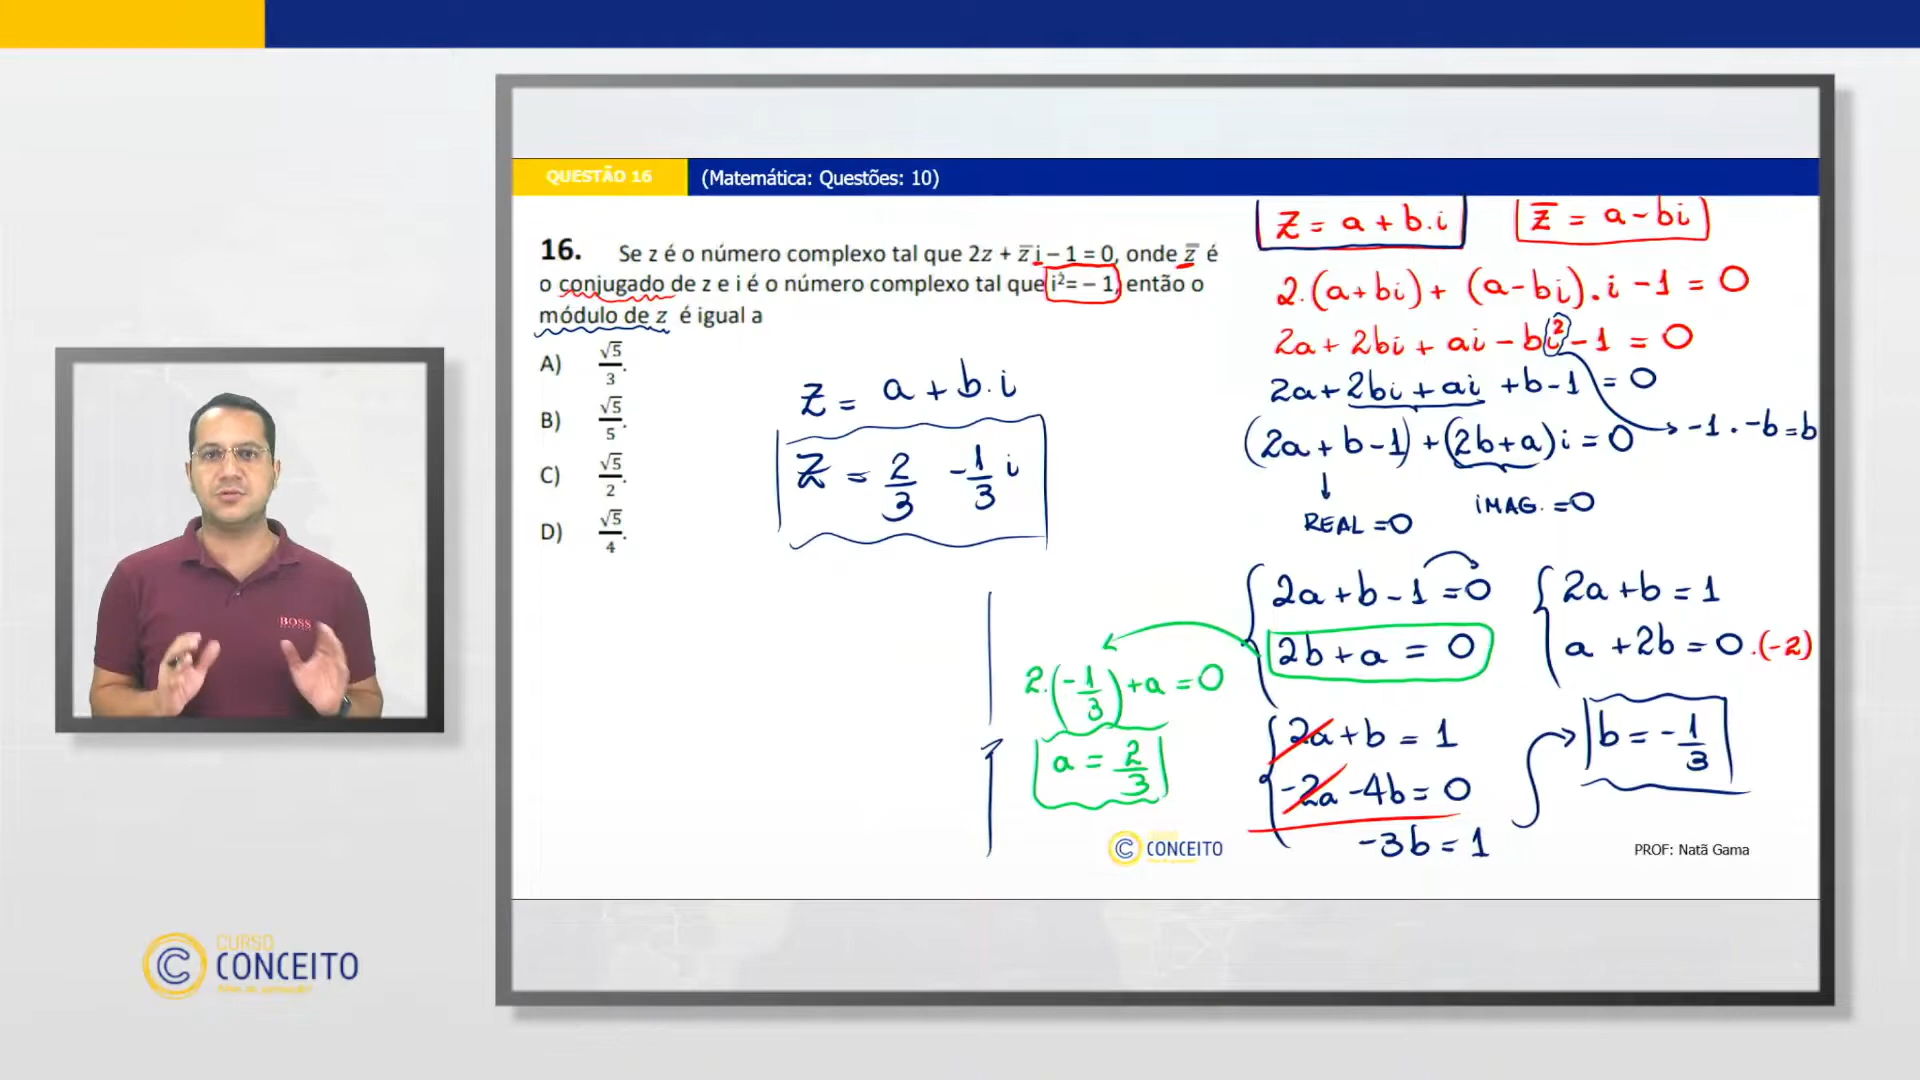 QUESTÃO 16
(Matemática: Questões: 10)
16. Se z é o número complexo tal que 2z + z̅ i – 1 = 0, onde z̅ é
o conjugado de z e i é o número complexo tal que i² = – 1, então o
módulo de z é igual a
A) √5/3.
B) √5/5.
C) √5/2.
D) √5/4.
z = a + b.i
z = 2/3 - 1/3 i
z = a + b.i
z̅ = a - bi
2.(a+bi) + (a-bi).i - 1 = 0
2a + 2bi + ai - bi² - 1 = 0
2a + 2bi + ai + b - 1 = 0
-1 . -b = b
(2a + b - 1) + (2b + a)i = 0
REAL = 0
iMAG. = 0
2a + b - 1 = 0
2b + a = 0
2a + b = 1
a + 2b = 0 .(-2)
2.(-1/3) + a = 0
a = 2/3
2a + b = 1
-2a - 4b = 0
-3b = 1
b = -1/3
CONCEITO
PROF: Natã Gama
BOSS
CURSO
CONCEITO